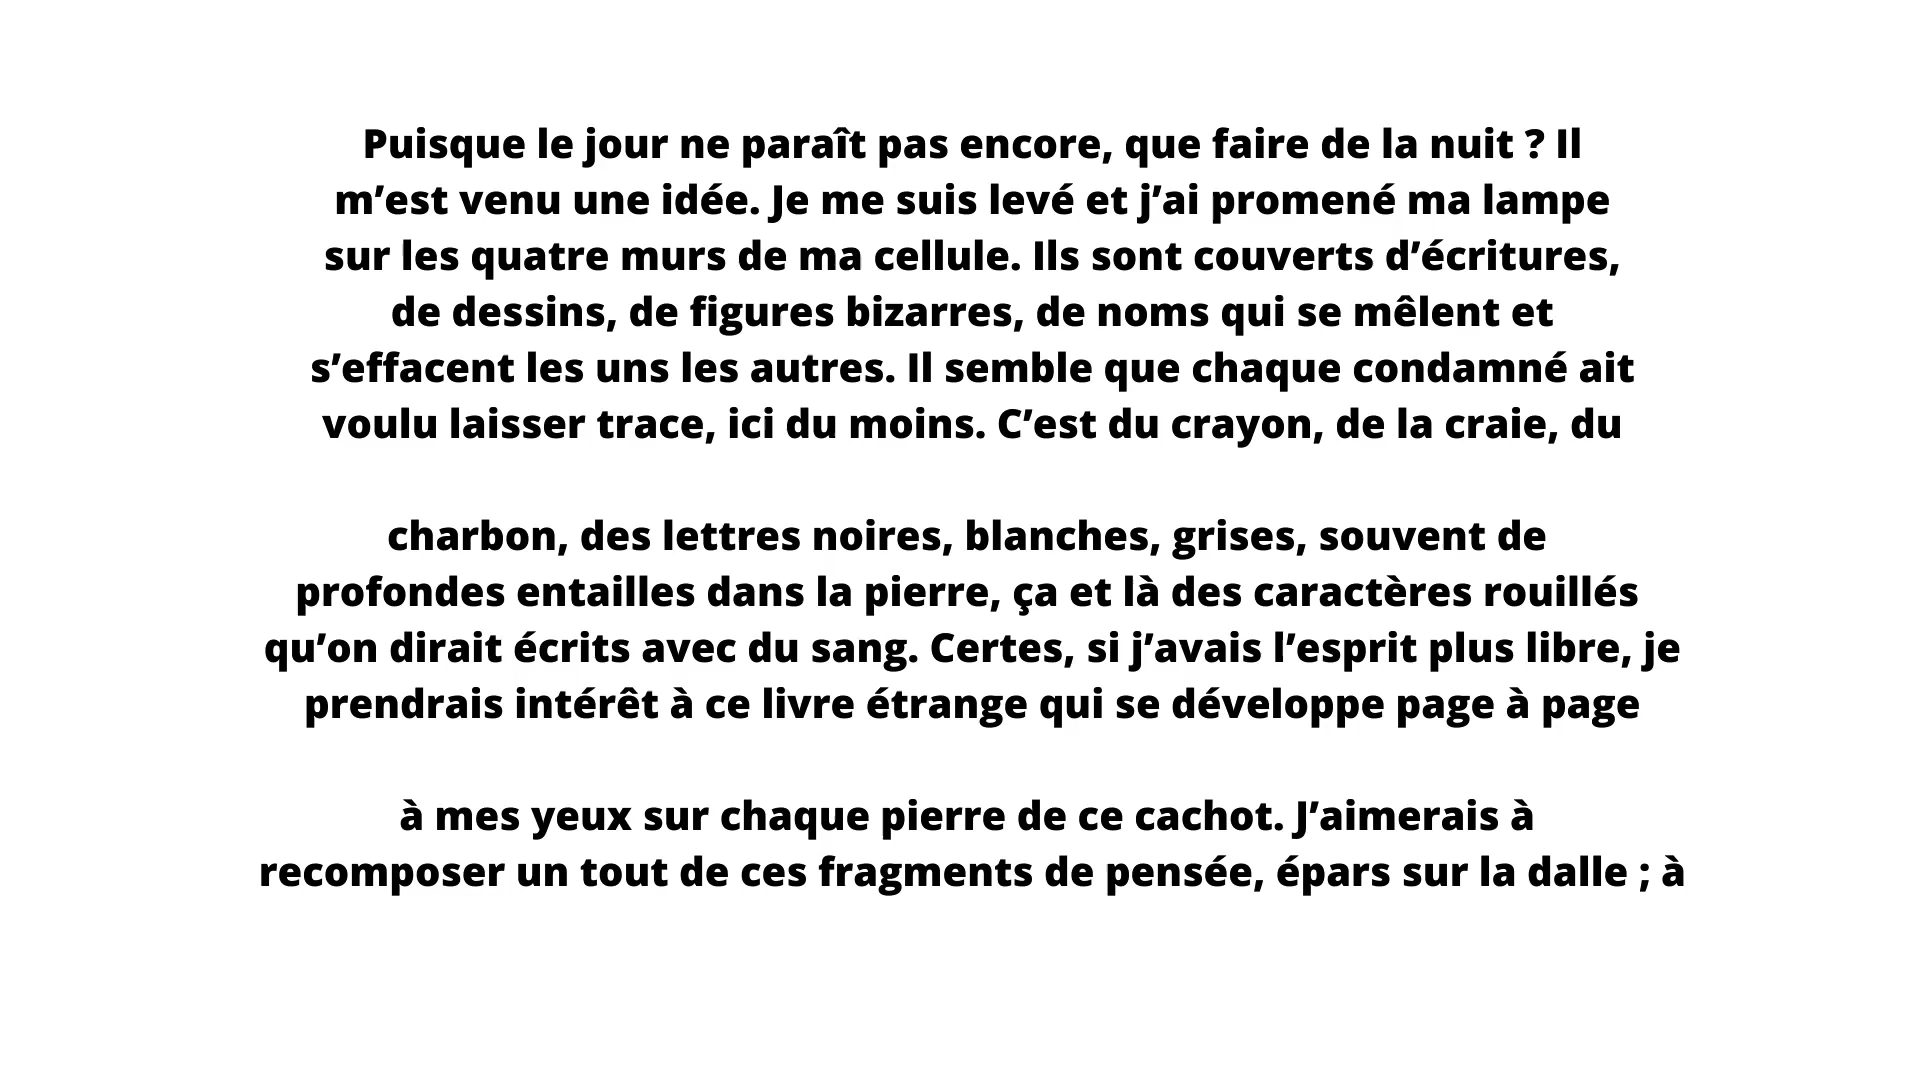 Puisque le jour ne paraît pas encore, que faire de la nuit ? Il
m’est venu une idée. Je me suis levé et j’ai promené ma lampe
sur les quatre murs de ma cellule. Ils sont couverts d’écritures,
de dessins, de figures bizarres, de noms qui se mêlent et
s’effacent les uns les autres. Il semble que chaque condamné ait
voulu laisser trace, ici du moins. C’est du crayon, de la craie, du
charbon, des lettres noires, blanches, grises, souvent de
profondes entailles dans la pierre, ça et là des caractères rouillés
qu’on dirait écrits avec du sang. Certes, si j’avais l’esprit plus libre, je
prendrais intérêt à ce livre étrange qui se développe page à page
à mes yeux sur chaque pierre de ce cachot. J’aimerais à
recomposer un tout de ces fragments de pensée, épars sur la dalle ; à